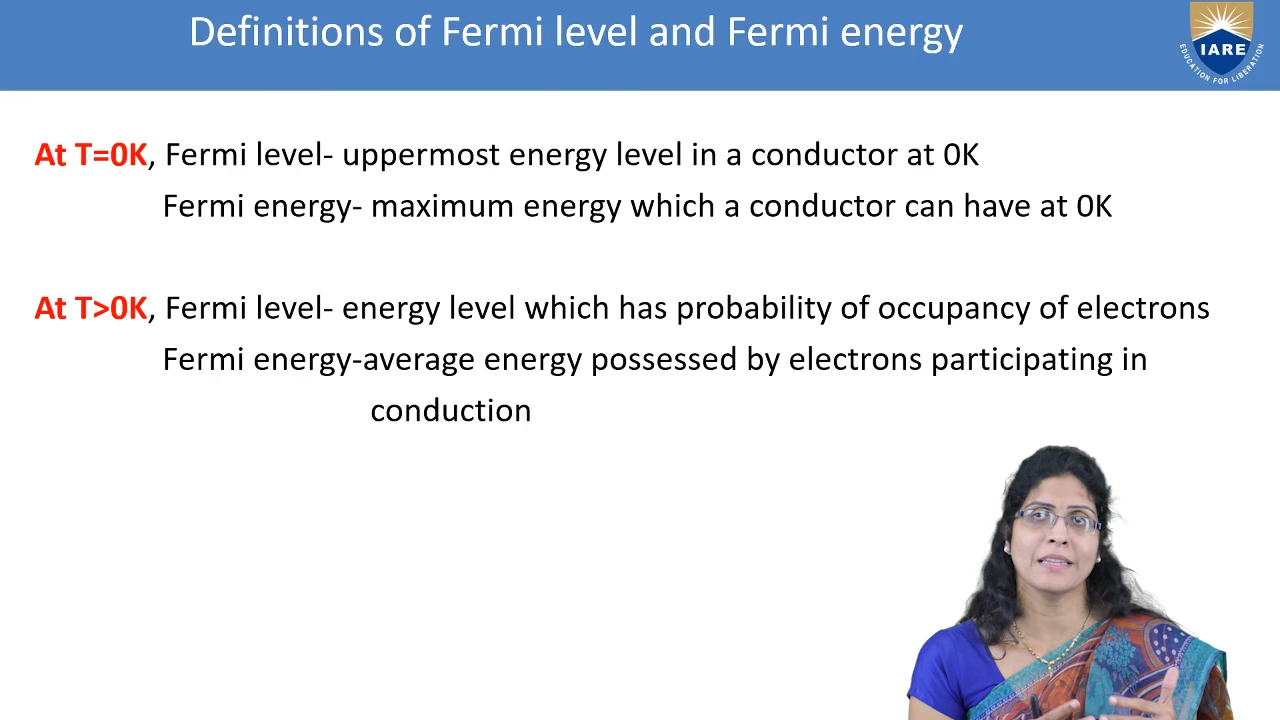 Definitions of Fermi level and Fermi energy
IARE
EDUCATION FOR LIBERATION
At T=0K, Fermi level- uppermost energy level in a conductor at 0K
Fermi energy- maximum energy which a conductor can have at 0K
At T>0K, Fermi level- energy level which has probability of occupancy of electrons
Fermi energy-average energy possessed by electrons participating in
conduction